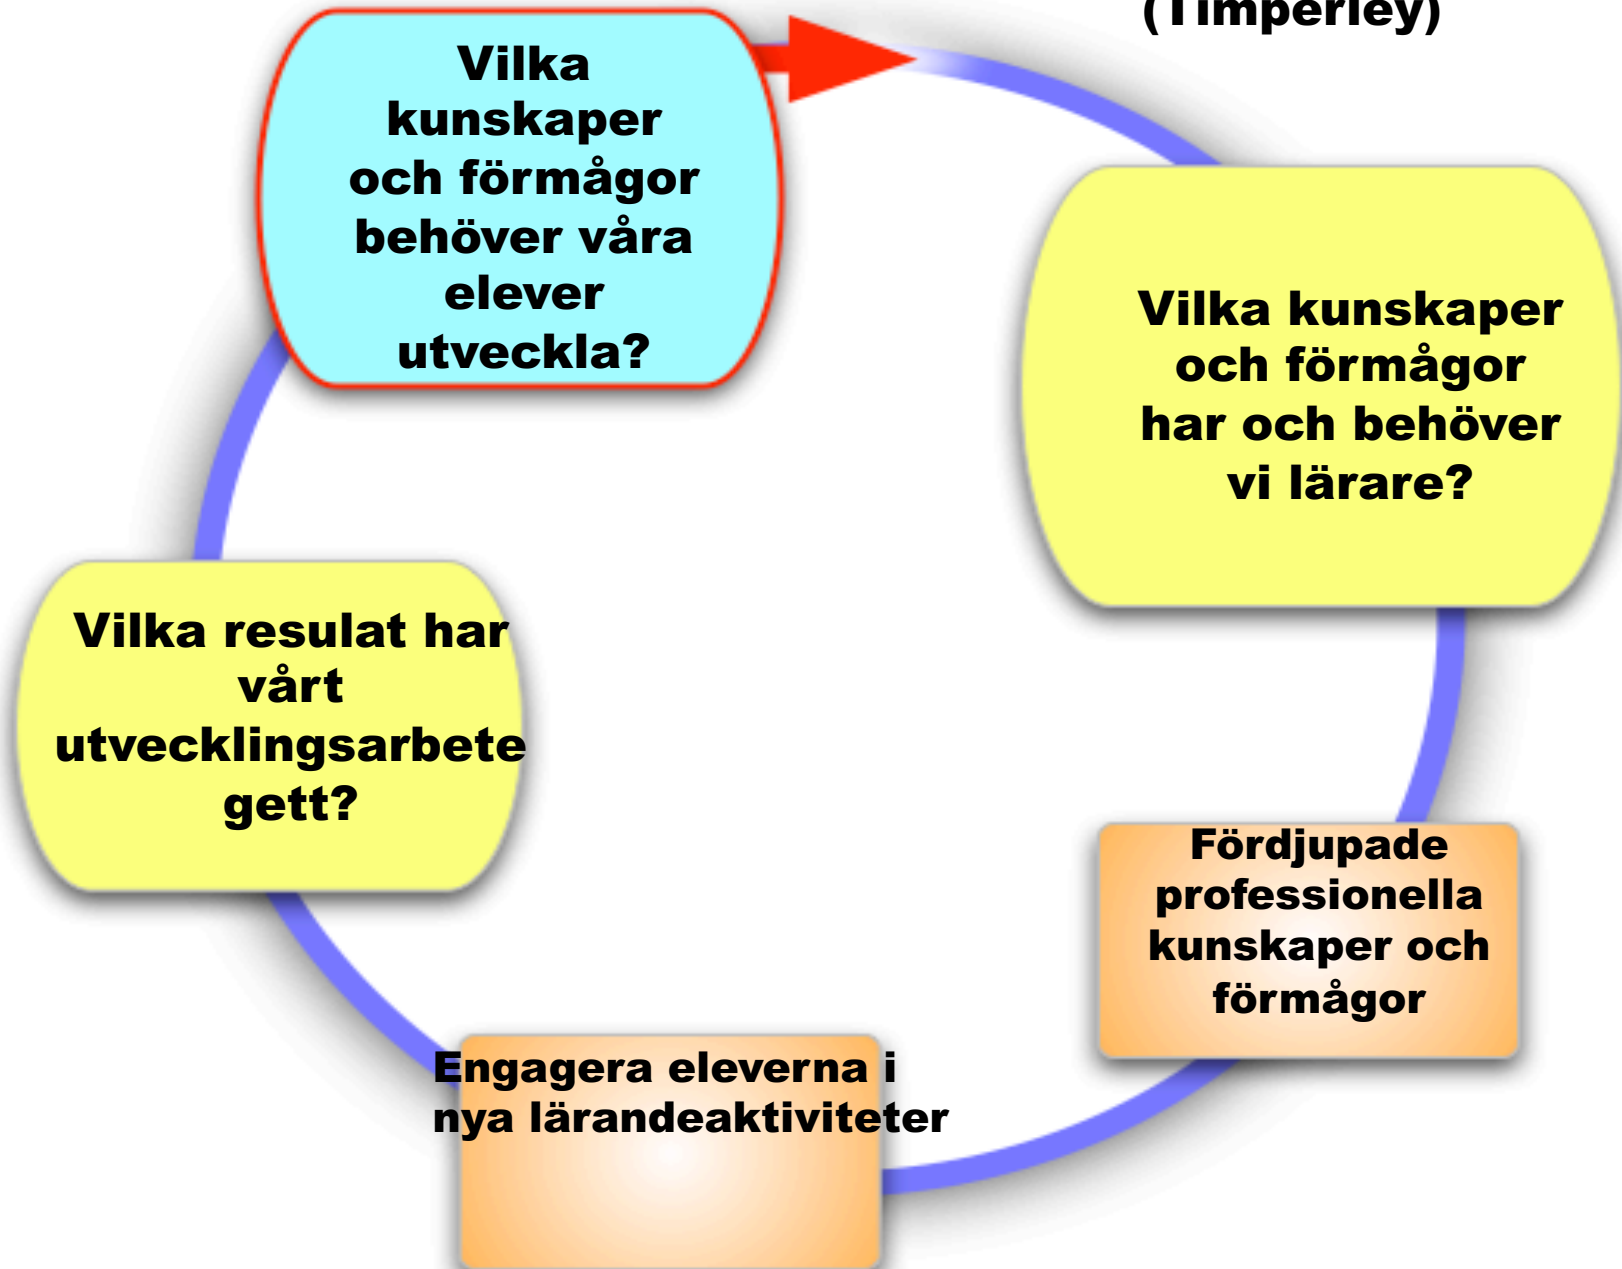 (Timperley)
Vilka
kunskaper
och förmågor
behöver våra
elever
utveckla?
Vilka kunskaper
och förmågor
har och behöver
vi lärare?
Fördjupade
professionella
kunskaper och
förmågor
Engagera eleverna i
nya lärandeaktiviteter
Vilka resulat har
vårt
utvecklingsarbete
gett?